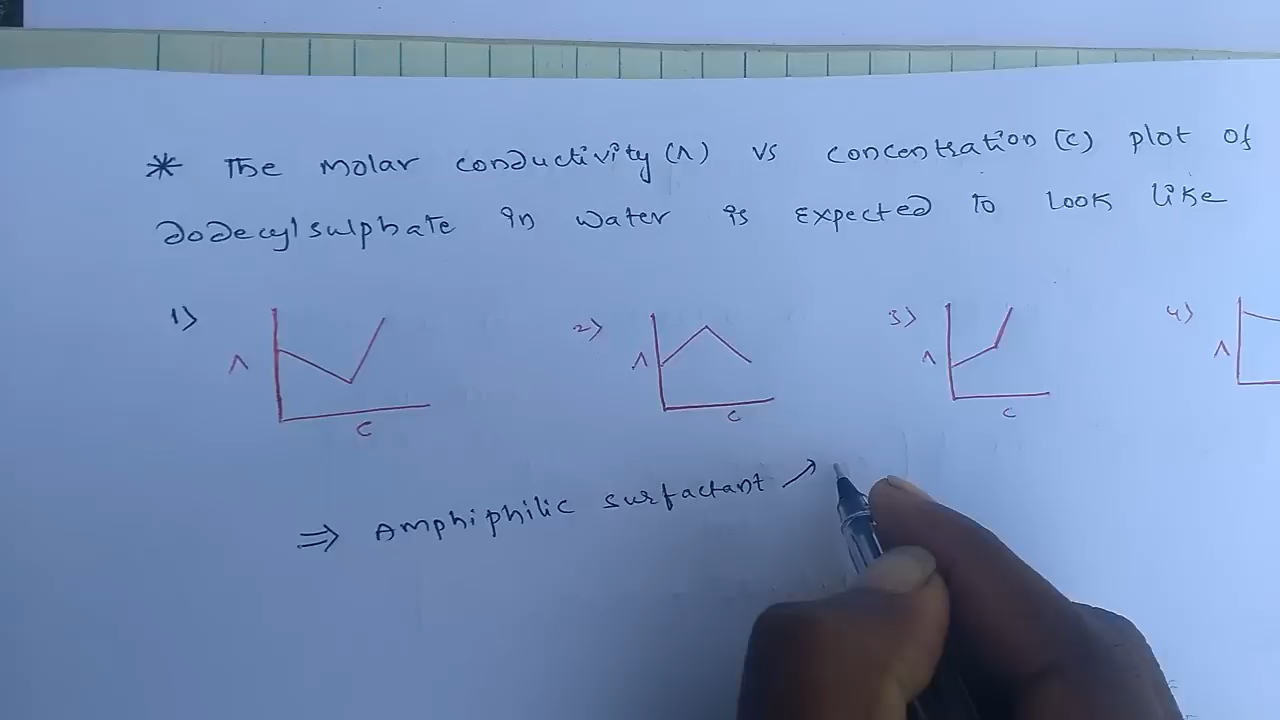 * The Molar conductivity (Λ) vs concentration (c) plot of
dodecylsulphate in water is expected to look like
1) 2) 3) 4)
Λ Λ Λ Λ
C C C
⇒ Amphiphilic surfactant ↗